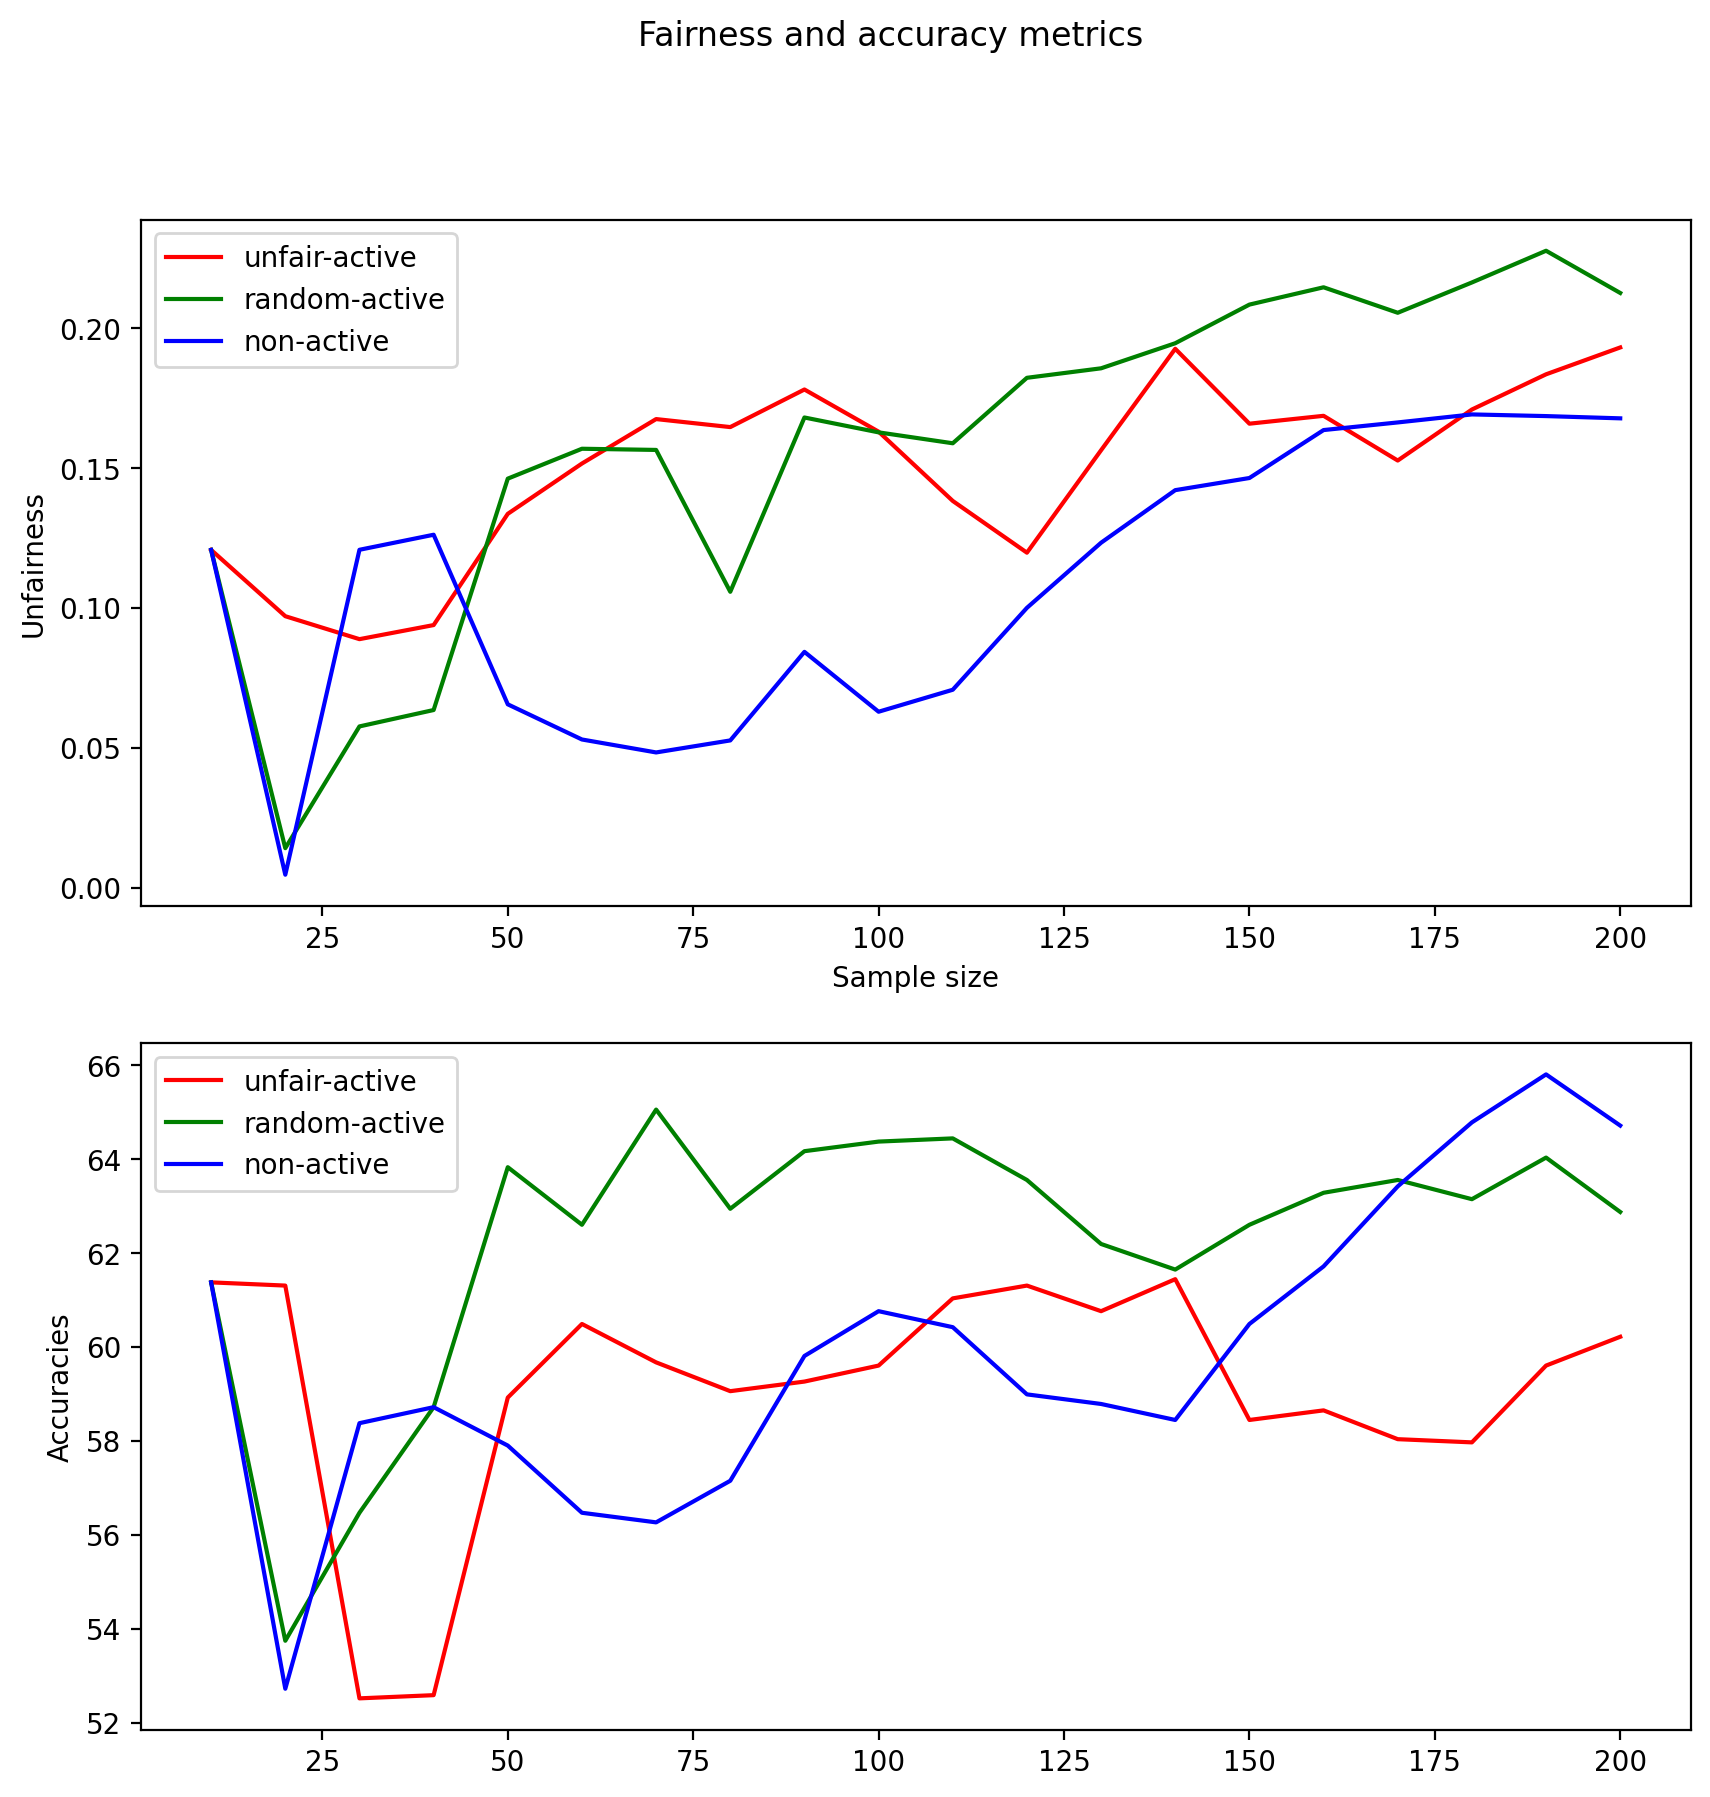 Fairness and accuracy metrics
unfair-active
random-active
non-active
Unfairness
0.20
0.15
0.10
0.05
0.00
25 50 75 100 125 150 175 200
Sample size
unfair-active
random-active
non-active
Accuracies
66
64
62
60
58
56
54
52
25 50 75 100 125 150 175 200